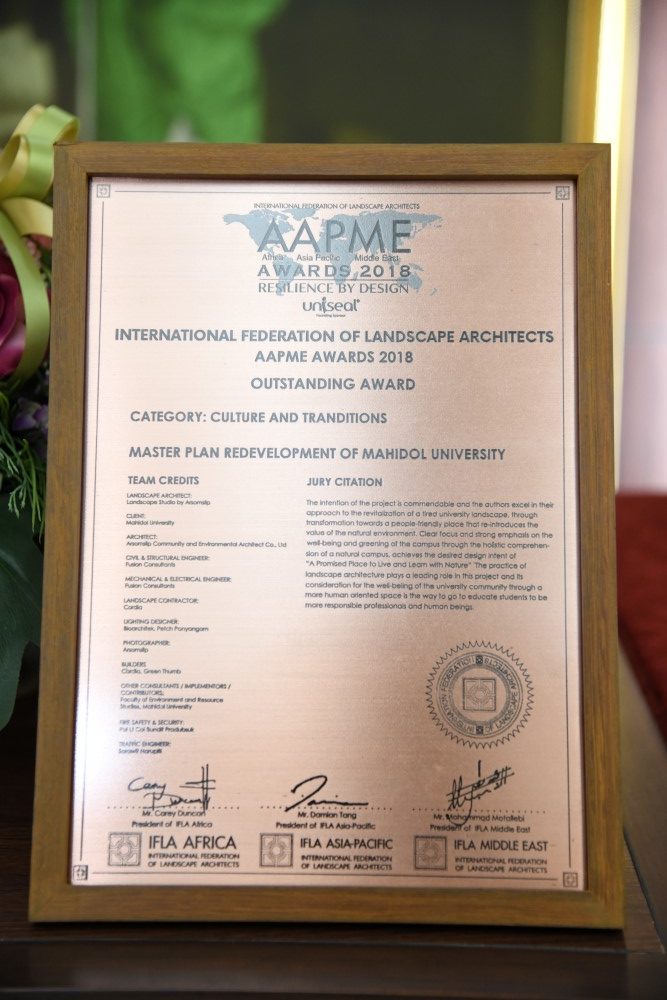 INTERNATIONAL FEDERATION OF LANDSCAPE ARCHITECTS
AAPME
Africa Asia Pacific Middle East
AWARDS 2018
RESILIENCE BY DESIGN
uniseal
INTERNATIONAL FEDERATION OF LANDSCAPE ARCHITECTS
AAPME AWARDS 2018
OUTSTANDING AWARD
CATEGORY: CULTURE AND TRANDITIONS
MASTER PLAN REDEVELOPMENT OF MAHIDOL UNIVERSITY
TEAM CREDITS
LANDSCAPE ARCHITECT:
Landscape Studio by Arsomslip
CLIENT:
Mahidol University
ARCHITECT:
Arsomslip Community and Environmental Architect Co., Ltd
CIVIL & STRUCTURAL ENGINEER:
Fusion Consultants
MECHANICAL & ELECTRICAL ENGINEER:
Fusion Consultants
LANDSCAPE CONTRACTOR:
Cordia
LIGHTING DESIGNER:
Bioarchitek, Petch Panyangam
PHOTOGRAPHER:
Arsomslip
BUILDERS
Cordia, Green Thumb
OTHER CONSULTANTS / IMPLEMENTORS /
CONTRIBUTORS:
Faculty of Environment and Resource
Studies, Mahidol University
FIRE SAFETY & SECURITY:
TRAFFIC ENGINEER:
JURY CITATION
The intention of the project is commendable and the authors excel in their
approach to the revitalization of a tired university landscape, through
transformation towards a people-friendly place that re-introduces the
value of the natural environment. Clear focus and strong emphasis on the
well-being and greening of the campus through the holistic comprehen-
sion of a natural campus, achieves the desired design intent of
"A Promised Place to Live and Learn with Nature" The practice of
landscape architecture plays a leading role in this project and its
consideration for the well-being of the university community through a
more human oriented space is the way to go to educate students to be
more responsible professionals and human beings.
INTERNATIONAL FEDERATION OF LANDSCAPE ARCHITECTS
Mr. Carey Duncan
President of IFLA Africa
Mr. Damian Tang
President of IFLA Asia-Pacific
Mr. Mohammad Motallebi
President of IFLA Middle East
IFLA AFRICA
INTERNATIONAL FEDERATION
OF LANDSCAPE ARCHITECTS
IFLA ASIA-PACIFIC
INTERNATIONAL FEDERATION
OF LANDSCAPE ARCHITECTS
IFLA MIDDLE EAST
INTERNATIONAL FEDERATION
OF LANDSCAPE ARCHITECTS